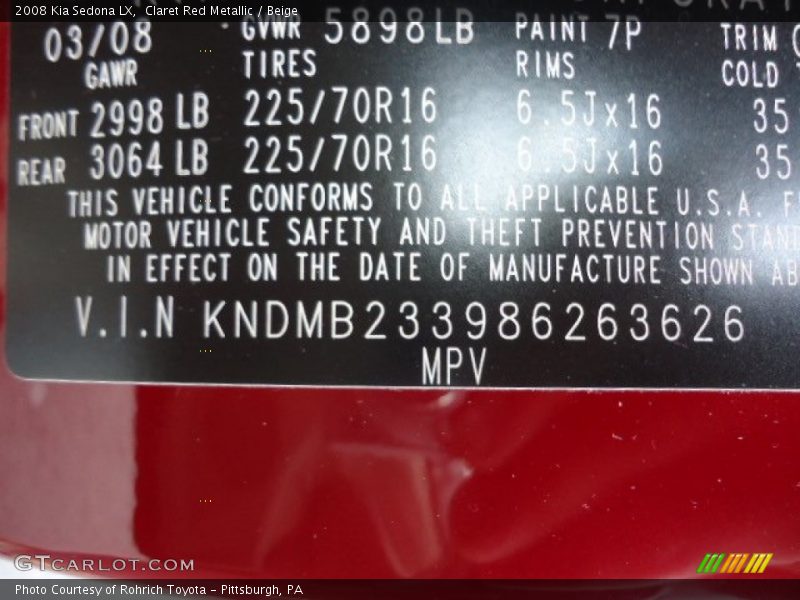 2008 Kia Sedona LX, Claret Red Metallic / Beige
03/08 GVWR 5898LB PAINT 7P TRIM
GAWR TIRES RIMS COLD
FRONT 2998 LB 225/70R16 6.5Jx16 35
REAR 3064 LB 225/70R16 6.5Jx16 35
THIS VEHICLE CONFORMS TO ALL APPLICABLE U.S.A. F
MOTOR VEHICLE SAFETY AND THEFT PREVENTION STAN
IN EFFECT ON THE DATE OF MANUFACTURE SHOWN AB
V.I.N KNDMB233986263626
MPV
GTCARLOT.COM
Photo Courtesy of Rohrich Toyota - Pittsburgh, PA